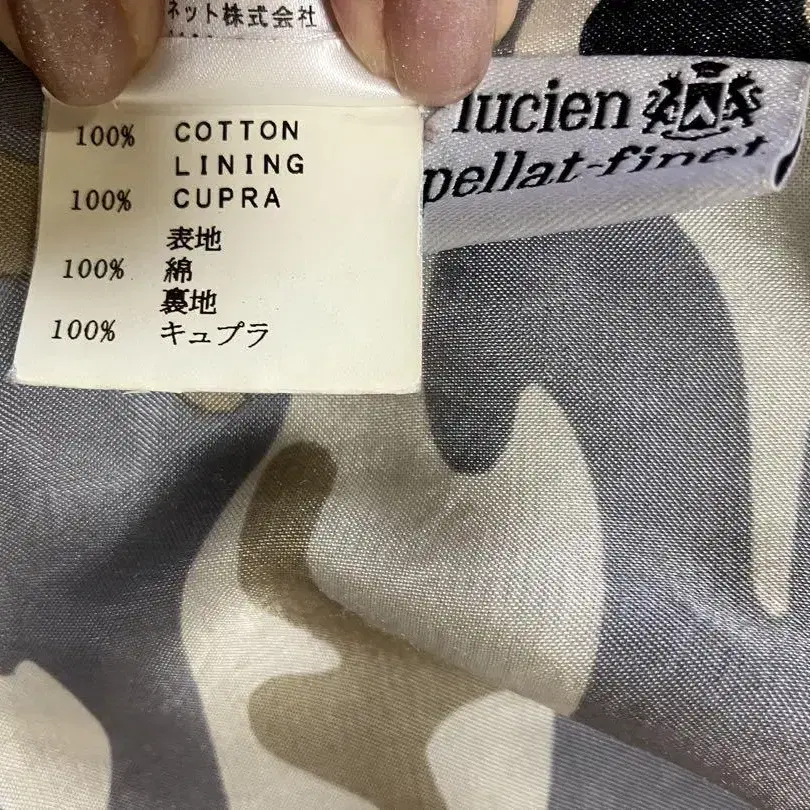 ネット株式会社
100% COTTON
LINING
100% CUPRA
表地
100% 綿
裏地
100% キュプラ
lucien
pellat-finet